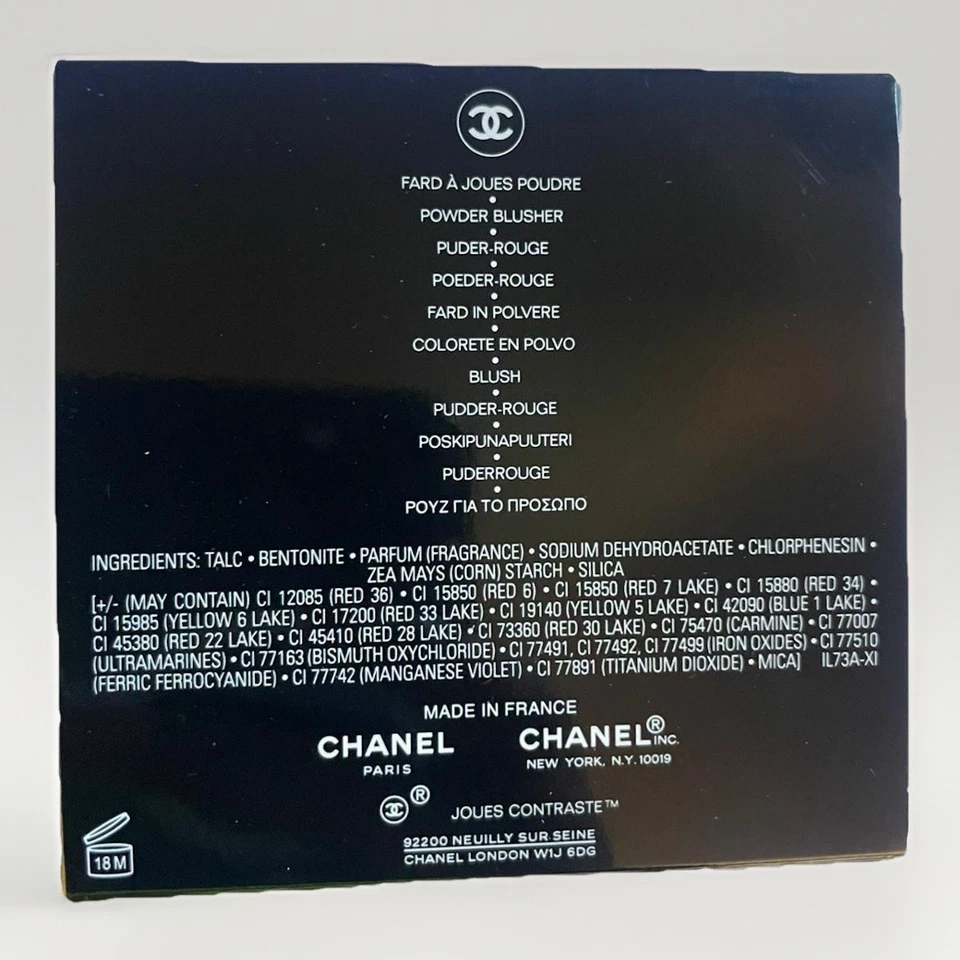 FARD À JOUES POUDRE
•
POWDER BLUSHER
•
PUDER-ROUGE
•
POEDER-ROUGE
•
FARD IN POLVERE
•
COLORETE EN POLVO
•
BLUSH
•
PUDDER-ROUGE
•
POSKIPUNAPUUTERI
•
PUDERROUGE
•
ΡΟΥΖ ΓΙΑ ΤΟ ΠΡΟΣΩΠΟ
INGREDIENTS: TALC • BENTONITE • PARFUM (FRAGRANCE) • SODIUM DEHYDROACETATE • CHLORPHENESIN •
ZEA MAYS (CORN) STARCH • SILICA
[+/- (MAY CONTAIN) CI 12085 (RED 36) • CI 15850 (RED 6) • CI 15850 (RED 7 LAKE) • CI 15880 (RED 34) •
CI 15985 (YELLOW 6 LAKE) • CI 17200 (RED 33 LAKE) • CI 19140 (YELLOW 5 LAKE) • CI 42090 (BLUE 1 LAKE) •
CI 45380 (RED 22 LAKE) • CI 45410 (RED 28 LAKE) • CI 73360 (RED 30 LAKE) • CI 75470 (CARMINE) • CI 77007
(ULTRAMARINES) • CI 77163 (BISMUTH OXYCHLORIDE) • CI 77491, CI 77492, CI 77499 (IRON OXIDES) • CI 77510
(FERRIC FERROCYANIDE) • CI 77742 (MANGANESE VIOLET) • CI 77891 (TITANIUM DIOXIDE) • MICA] IL73A-XI
MADE IN FRANCE
CHANEL CHANEL® INC.
PARIS NEW YORK, N.Y. 10019
® JOUES CONTRASTE™
92200 NEUILLY SUR SEINE
CHANEL LONDON W1J 6DG
18 M